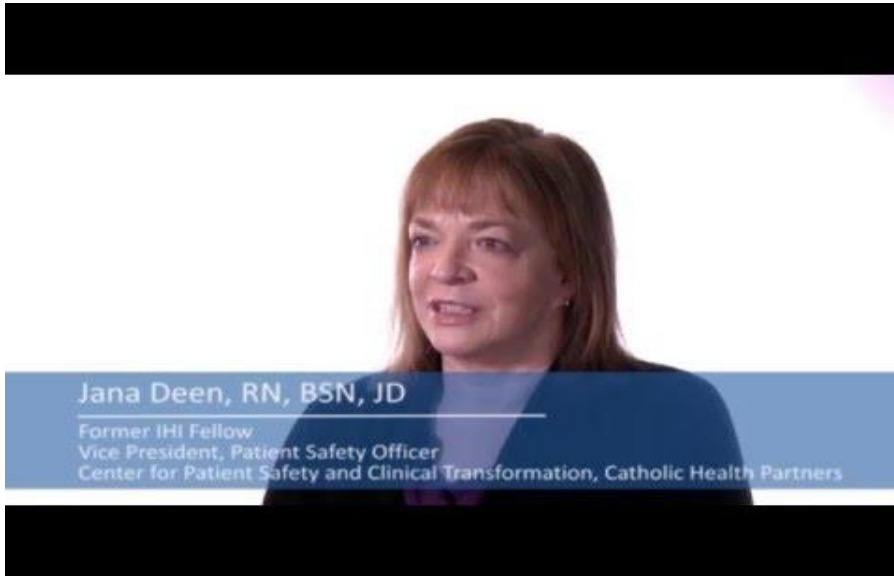 Jana Deen, RN, BSN, JD
Former IHI Fellow
Vice President, Patient Safety Officer
Center for Patient Safety and Clinical Transformation, Catholic Health Partners